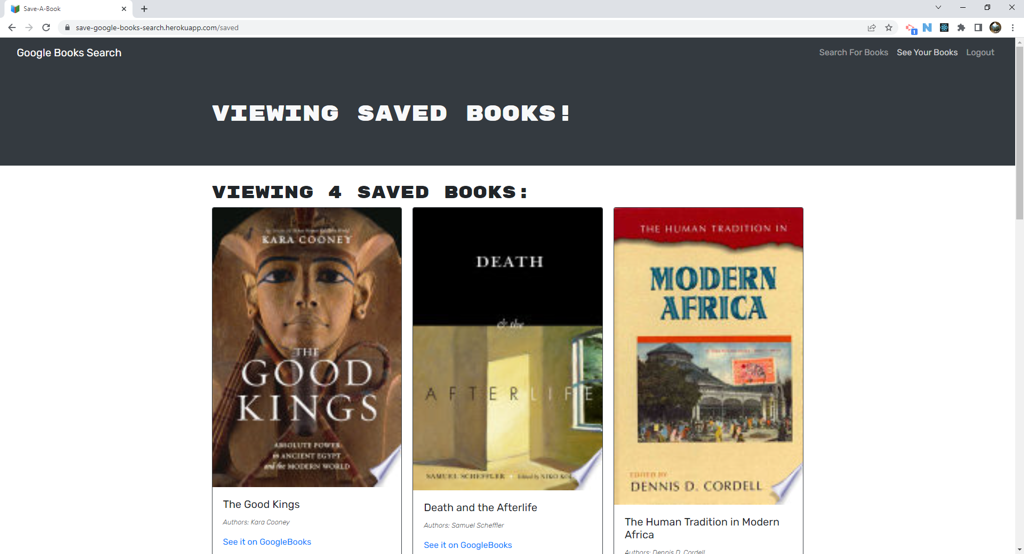 Save-A-Book
save-google-books-search.herokuapp.com/saved
Google Books Search
Search For Books
See Your Books
Logout
VIEWING SAVED BOOKS!
VIEWING 4 SAVED BOOKS:
KARA COONEY
THE
GOOD
KINGS
ABSOLUTE POWER
in ANCIENT EGYPT
and the MODERN WORLD
The Good Kings
Authors: Kara Cooney
See it on GoogleBooks
DEATH
& the
AFTERLIFE
SAMUEL SCHEFFLER
Edited by NIKO
Death and the Afterlife
Authors: Samuel Scheffler
See it on GoogleBooks
THE HUMAN TRADITION IN
MODERN
AFRICA
EDITED BY
DENNIS D. CORDELL
The Human Tradition in Modern
Africa
Authors: Dennis D. Cordell